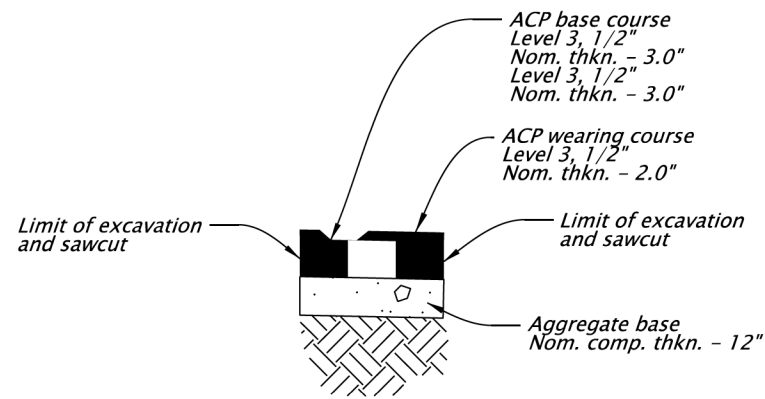 ACP base course
Level 3, 1/2"
Nom. thkn. - 3.0"
Level 3, 1/2"
Nom. thkn. - 3.0"
ACP wearing course
Level 3, 1/2"
Nom. thkn. - 2.0"
Limit of excavation
and sawcut
Limit of excavation
and sawcut
Aggregate base
Nom. comp. thkn. - 12"